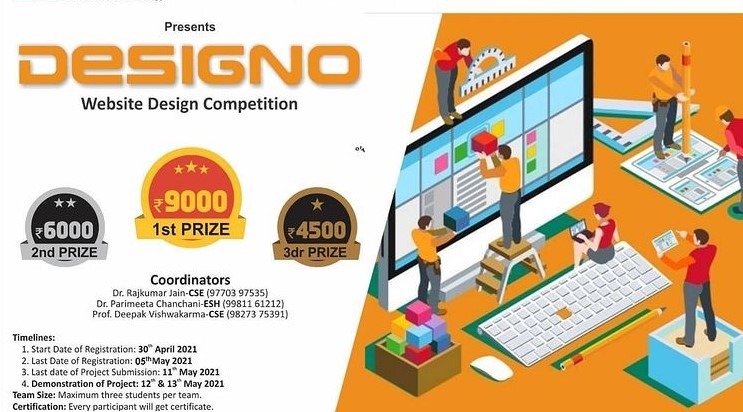 Presents
DESIGNO
Website Design Competition
₹9000
1st PRIZE
₹6000
2nd PRIZE
₹4500
3dr PRIZE
Coordinators
Dr. Rajkumar Jain-CSE (97703 97535)
Dr. Parimeeta Chanchani-ESH (99811 61212)
Prof. Deepak Vishwakarma-CSE (98273 75391)
Timelines:
1. Start Date of Registration: 30th April 2021
2. Last Date of Registration: 05th May 2021
3. Last date of Project Submission: 11th May 2021
4. Demonstration of Project: 12th & 13th May 2021
Team Size: Maximum three students per team.
Certification: Every participant will get certificate.